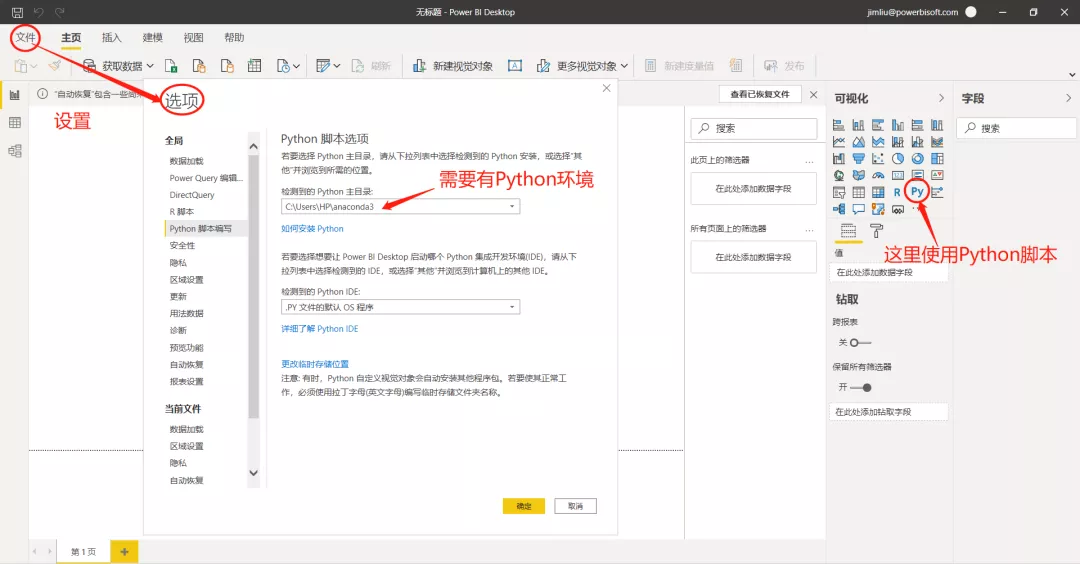 无标题 - Power BI Desktop
jimliu@powerbisoft.com
文件
主页
插入
建模
视图
帮助
获取数据
刷新
新建视觉对象
更多视觉对象
新建度量值
发布
选项
设置
查看已恢复文件
全局
数据加载
Power Query 编辑...
DirectQuery
R 脚本
Python 脚本编写
安全性
隐私
区域设置
更新
用法数据
诊断
预览功能
自动恢复
报表设置
当前文件
数据加载
区域设置
隐私
自动恢复
Python 脚本选项
若要选择 Python 主目录，请从下拉列表中选择检测到的 Python 安装，或选择"其
他"并浏览到所需的位置。
检测到的 Python 主目录:
C:\Users\HP\anaconda3
需要有Python环境
如何安装 Python
若要选择想要让 Power BI Desktop 启动哪个 Python 集成开发环境(IDE)，请从下
拉列表中选择检测到的 IDE，或选择"其他"并浏览到计算机上的其他 IDE。
检测到的 Python IDE:
.PY 文件的默认 OS 程序
详细了解 Python IDE
更改临时存储位置
注意: 有时，Python 自定义视觉对象会自动安装其他程序包。若要使其正常工
作，必须使用拉丁字母(英文字母)编写临时存储文件夹名称。
确定
取消
搜索
此页上的筛选器
...
在此处添加数据字段
所有页面上的筛选器
...
在此处添加数据字段
可视化
R
Py
这里使用Python脚本
值
在此处添加数据字段
钻取
跨报表
关
保留所有筛选器
开
在此处添加钻取字段
字段
搜索
第 1 页
+